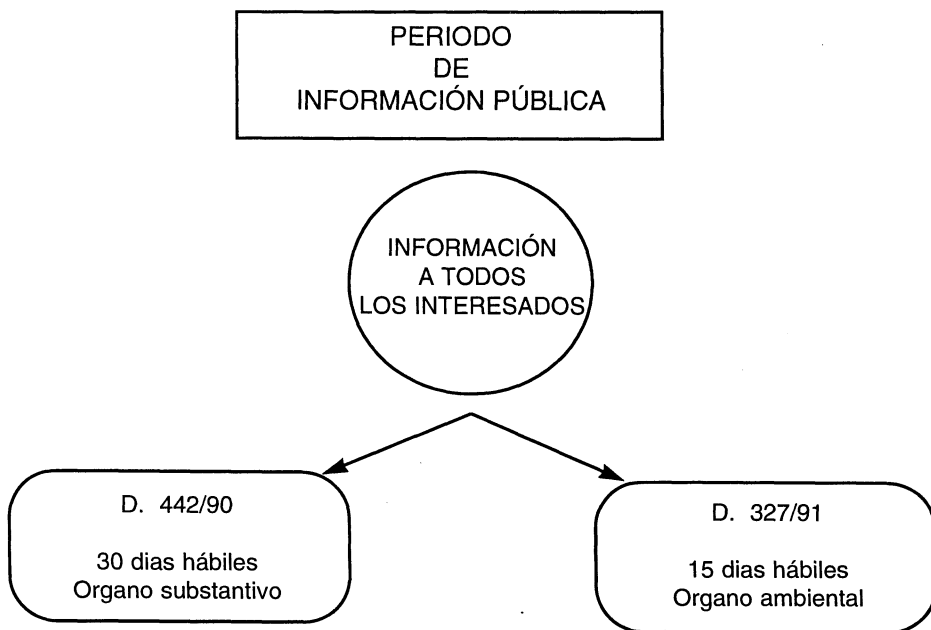 PERIODO
DE
INFORMACIÓN PÚBLICA
INFORMACIÓN
A TODOS
LOS INTERESADOS
D. 442/90
30 dias hábiles
Organo substantivo
D. 327/91
15 dias hábiles
Organo ambiental